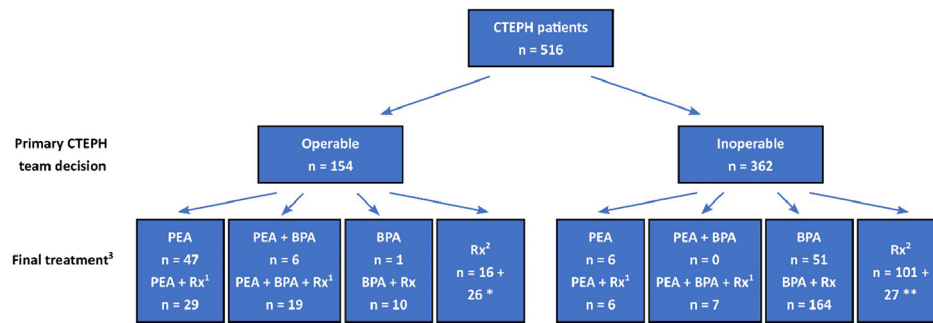 CTEPH patients
n = 516
Primary CTEPH
team decision
Operable
n = 154
Inoperable
n = 362
Final treatment³
PEA
n = 47
PEA + Rx¹
n = 29
PEA + BPA
n = 6
PEA + BPA + Rx¹
n = 19
BPA
n = 1
BPA + Rx
n = 10
Rx²
n = 16 +
26 *
PEA
n = 6
PEA + Rx¹
n = 6
PEA + BPA
n = 0
PEA + BPA + Rx¹
n = 7
BPA
n = 51
BPA + Rx
n = 164
Rx²
n = 101 +
27 **